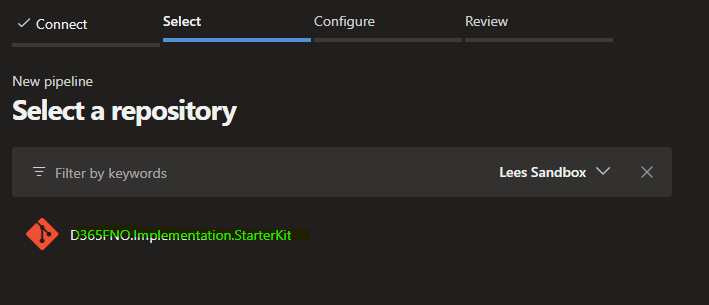 Connect
Select
Configure
Review
New pipeline
Select a repository
Filter by keywords
Lees Sandbox
D365FNO.Implementation.StarterKit